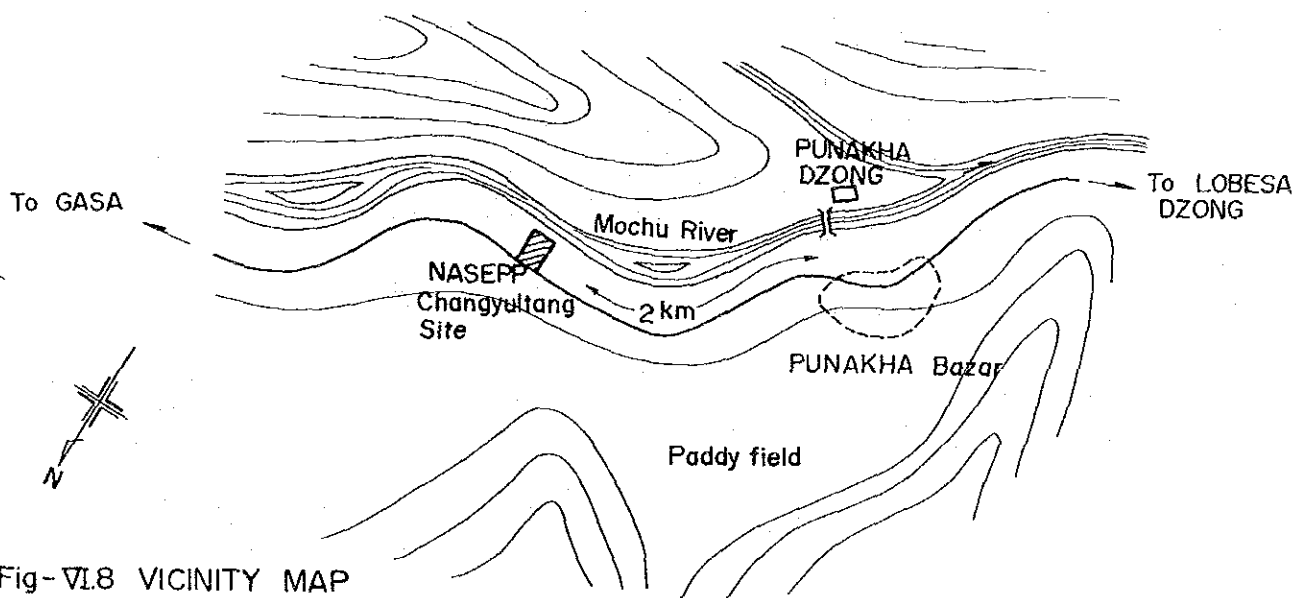 PUNAKHA
DZONG
To GASA
To LOBESA
DZONG
Mochu River
NASEPP
Changyultang
Site
2 km
PUNAKHA Bazar
Paddy field
N
Fig-VI.8 VICINITY MAP